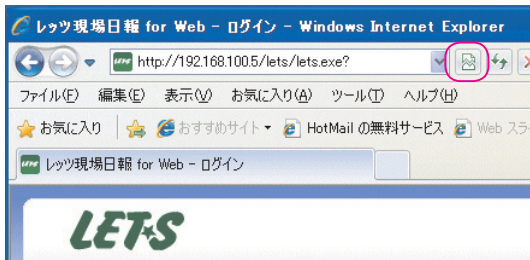 レッツ現場日報 for Web - ログイン - Windows Internet Explorer
http://192.168.100.5/lets/lets.exe?
ファイル(F) 編集(E) 表示(V) お気に入り(A) ツール(T) ヘルプ(H)
お気に入り おすすめサイト HotMail の無料サービス Web スラ
レッツ現場日報 for Web - ログイン
LETS